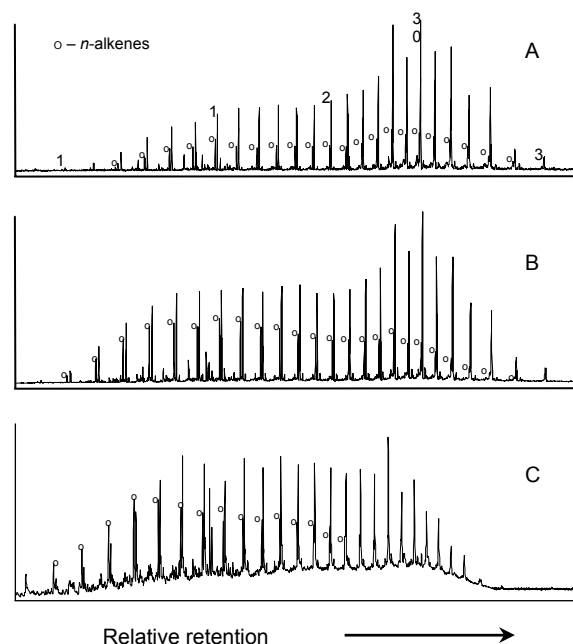 3
0
o – n-alkenes
A
1
2
1
3
B
C
Relative retention